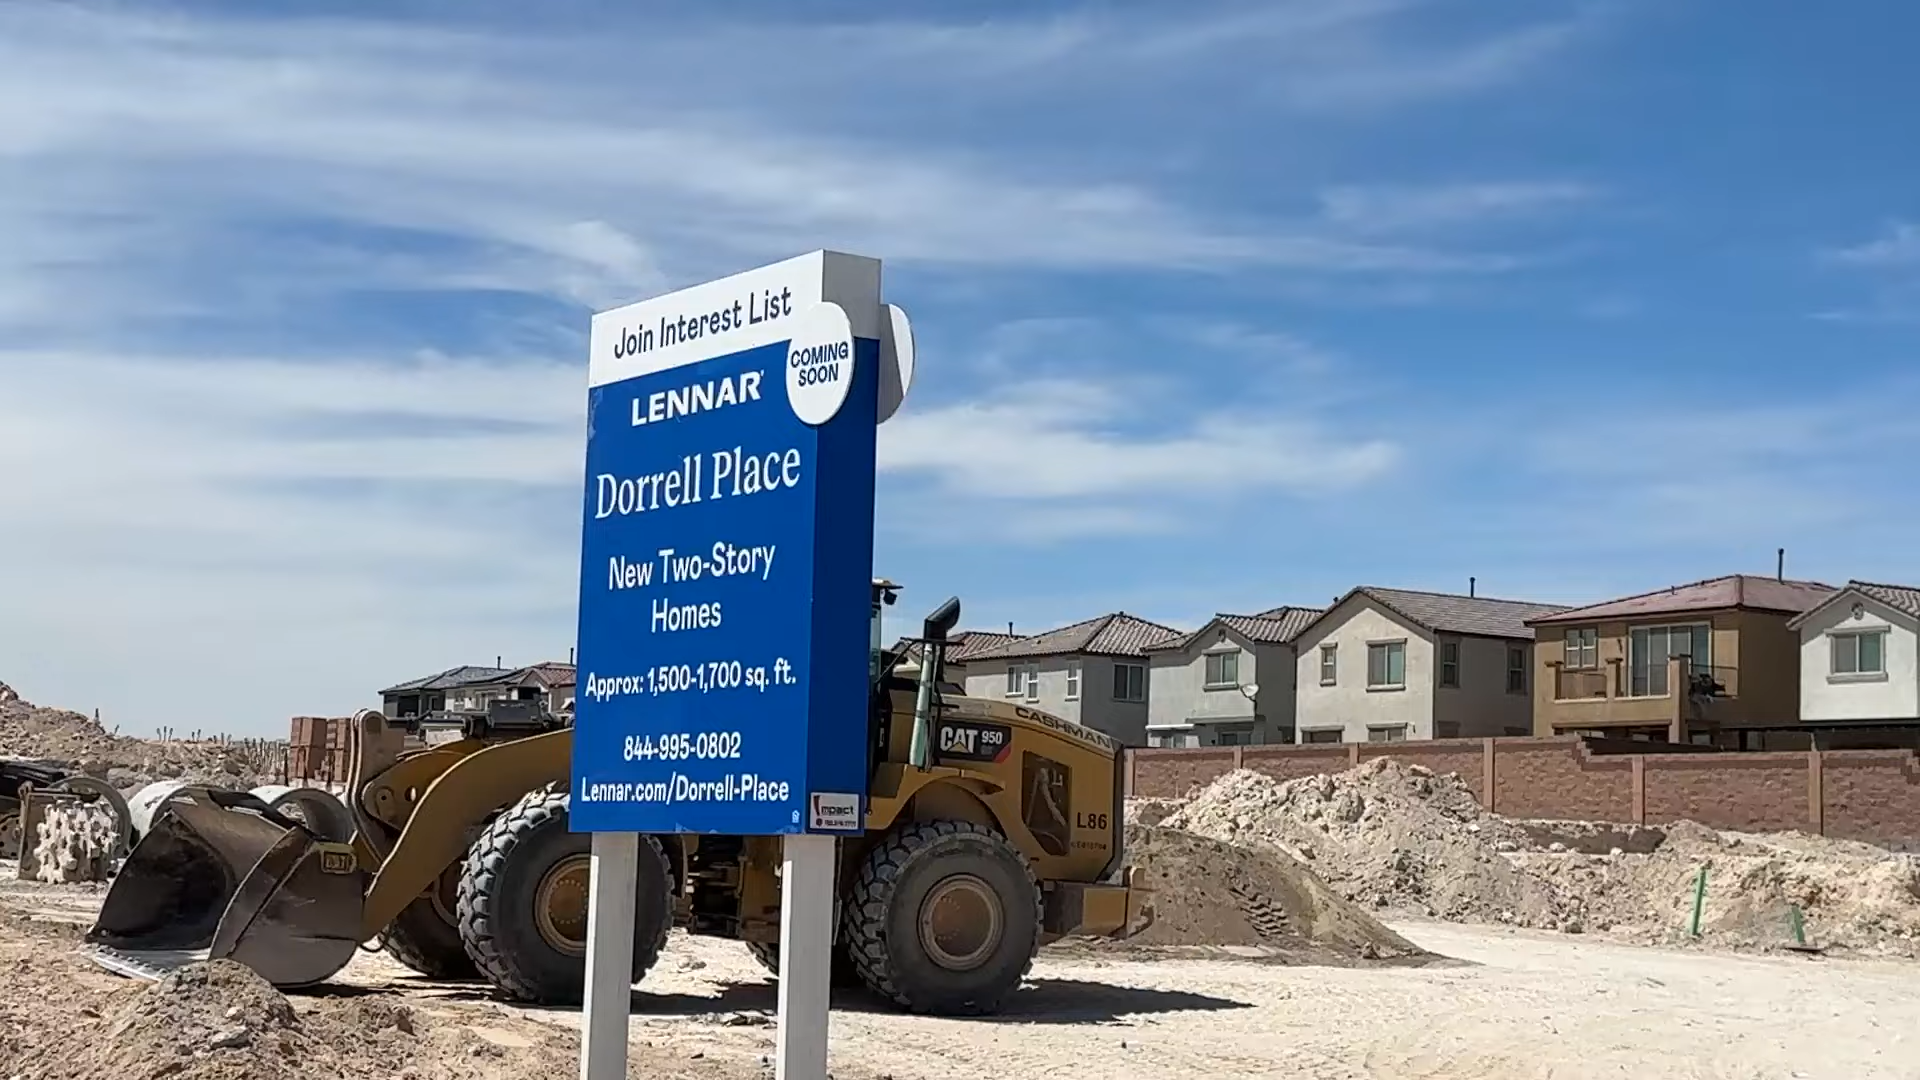 Join Interest List
COMING
SOON
LENNAR
Dorrell Place
New Two-Story
Homes
Approx: 1,500-1,700 sq. ft.
844-995-0802
Lennar.com/Dorrell-Place
impact
CASHMAN
CAT 950
L86